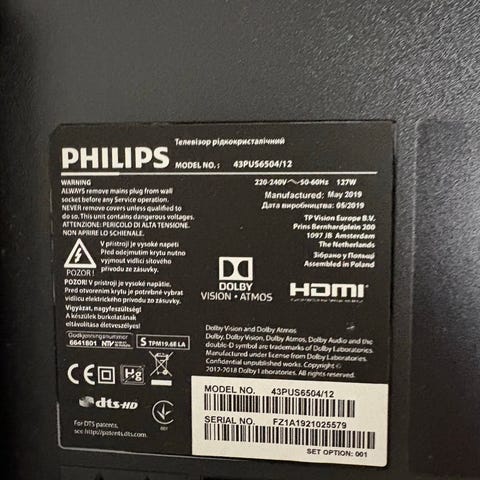 Телевізор рідкокристалічний
PHILIPS MODEL NO.: 43PUS6504/12
WARNING
ALWAYS remove mains plug from wall
socket before any Service operation.
NEVER remove covers unless qualified to
do so. This unit contains dangerous voltages.
ATTENZIONE: PERICOLO DI ALTA TENSIONE.
NON APRIRE LO SCHIENALE.
220-240V ~ 50-60Hz 127W
Manufactured: May 2019
Дата виробництва: 05/2019
TP Vision Europe B.V.
Prins Bernhardplein 200
1097 JB Amsterdam
The Netherlands
Зібрано у Польщі
Assembled in Poland
POZOR!
V přístroji je vysoké napětí
Před odejmutím krytu nutno
vyjmout vidlici síťového
přívodu ze zásuvky.
POZOR! V prístroji je vysoké napätie.
Pred otvorením krytu je potrebné vybrať
vidlicu elektrického prívodu zo zásuvky.
Vigyázat, nagyfeszültség!
A készülék burkolatának
eltávolítása életveszélyes!
DOLBY
VISION · ATMOS
HDMI
Godkjenningsnummer
6641801 NTV
S TPM19.6E LA
Dolby Vision and Dolby Atmos
Dolby, Dolby Vision, Dolby Atmos, Dolby Audio and the
double-D symbol are trademarks of Dolby Laboratories.
Manufactured under license from Dolby Laboratories.
Confidential unpublished works. Copyright ©
2012-2018 Dolby Laboratories. All rights reserved.
CE Hg
dts-HD
For DTS patents,
see http://patents.dts.com.
MODEL NO. 43PUS6504/12
SERIAL NO. FZ1A1921025579
SET OPTION: 001